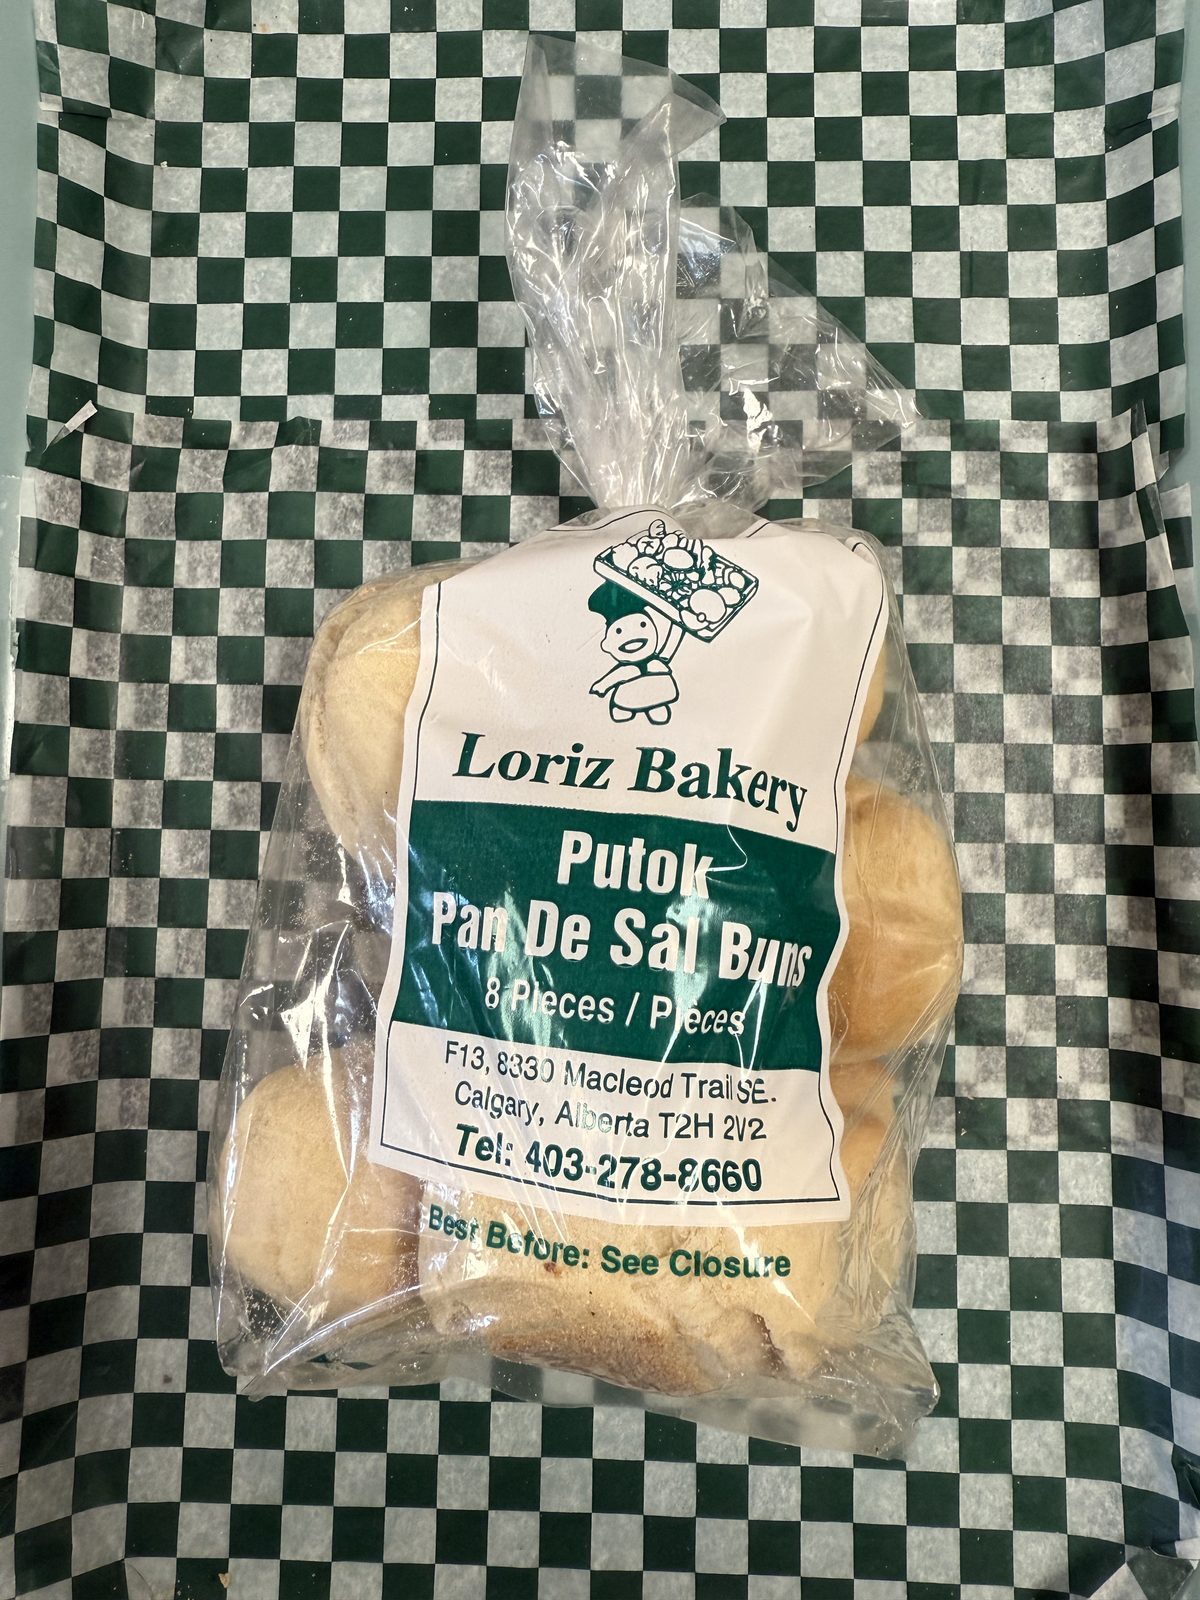 Loriz Bakery
Putok
Pan De Sal Buns
8 Pieces / Pièces
F13, 8330 Macleod Trail SE.
Calgary, Alberta T2H 2V2
Tel: 403-278-8660
Best Before: See Closure